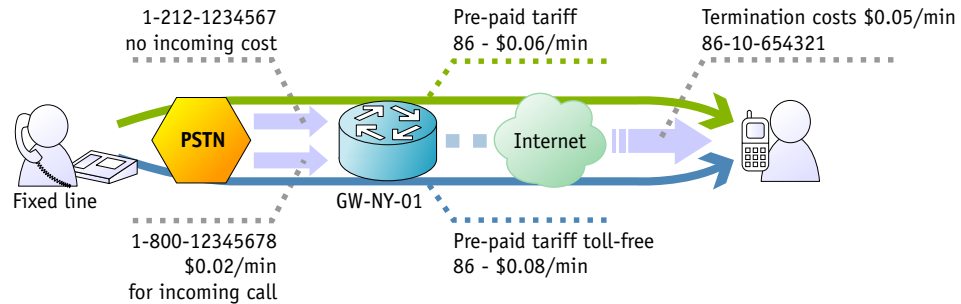 1-212-1234567
no incoming cost
Pre-paid tariff
86 - $0.06/min
Termination costs $0.05/min
86-10-654321
PSTN
Internet
Fixed line
GW-NY-01
1-800-12345678
$0.02/min
for incoming call
Pre-paid tariff toll-free
86 - $0.08/min